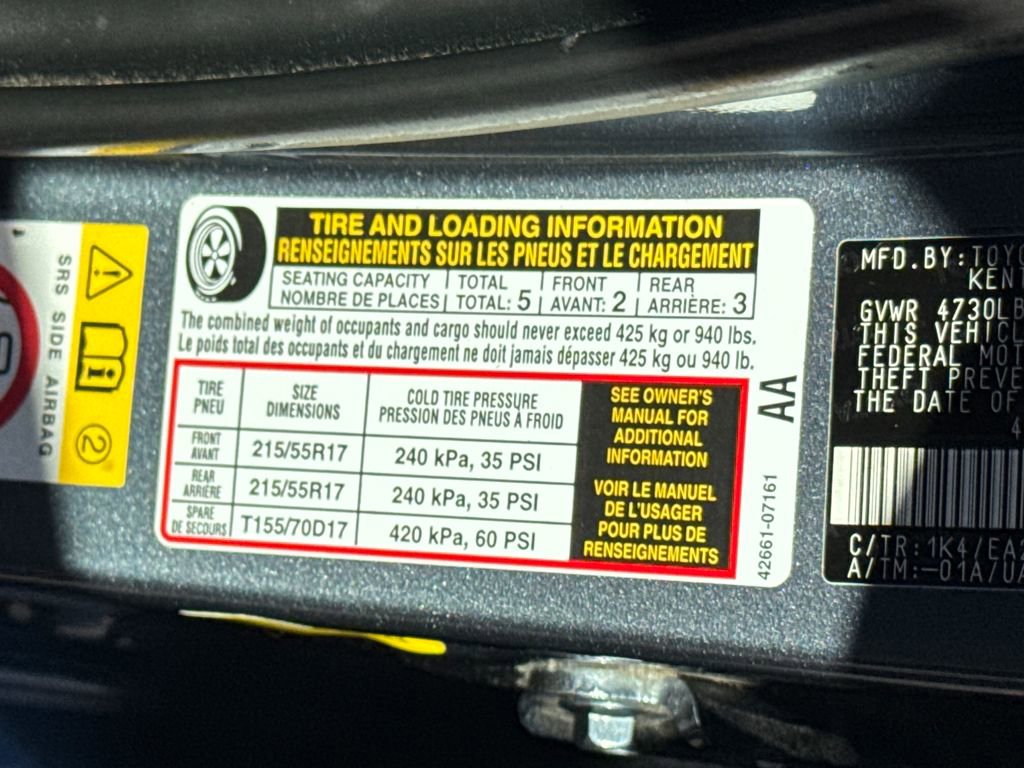 TIRE AND LOADING INFORMATION
RENSEIGNEMENTS SUR LES PNEUS ET LE CHARGEMENT
SEATING CAPACITY TOTAL FRONT REAR
NOMBRE DE PLACES TOTAL: 5 AVANT: 2 ARRIÈRE: 3
The combined weight of occupants and cargo should never exceed 425 kg or 940 lbs.
Le poids total des occupants et du chargement ne doit jamais dépasser 425 kg ou 940 lb.
TIRE SIZE COLD TIRE PRESSURE
PNEU DIMENSIONS PRESSION DES PNEUS À FROID
FRONT
AVANT 215/55R17 240 kPa, 35 PSI
REAR
ARRIÈRE 215/55R17 240 kPa, 35 PSI
SPARE
DE SECOURS T155/70D17 420 kPa, 60 PSI
SEE OWNER'S
MANUAL FOR
ADDITIONAL
INFORMATION
VOIR LE MANUEL
DE L'USAGER
POUR PLUS DE
RENSEIGNEMENTS
AA
42661-07161
SRS SIDE AIRBAG
2
MFD.BY:TOYO
KENT
GVWR 4730LB
THIS VEHICL
FEDERAL MOT
THEFT PREVE
THE DATE OF
4
C/TR:1K4/EA2
A/TM:-01A/UA